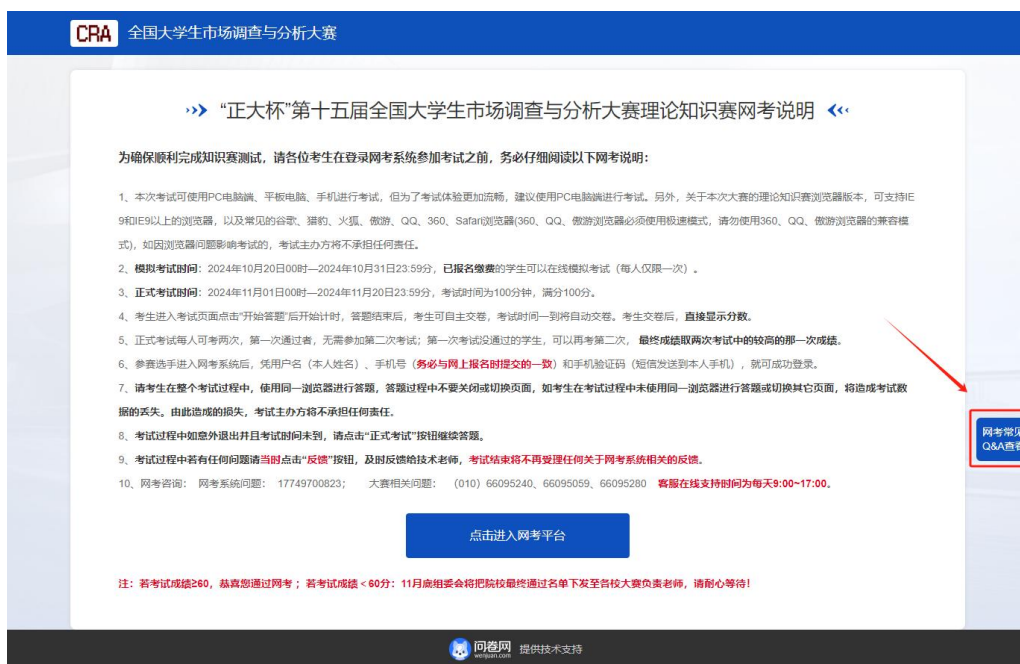 CRA 全国大学生市场调查与分析大赛
“正大杯”第十五届全国大学生市场调查与分析大赛理论知识赛网考说明
为确保顺利完成知识赛测试，请各位考生在登录网考系统参加考试之前，务必仔细阅读以下网考说明：
1、本次考试可使用PC电脑端、平板电脑、手机进行考试，但为了考试体验更加流畅，建议使用PC电脑端进行考试。另外，关于本次大赛的理论知识赛浏览器版本，可支持IE
9和IE9以上的浏览器，以及常见的谷歌、猎豹、火狐、傲游、QQ、360、Safari浏览器(360、QQ、傲游浏览器必须使用极速模式，请勿使用360、QQ、傲游浏览器的兼容模
式)，如因浏览器问题影响考试的，考试主办方将不承担任何责任。
2、模拟考试时间：2024年10月20日00时—2024年10月31日23:59分，已报名缴费的学生可以在线模拟考试（每人仅限一次）.
3、正式考试时间：2024年11月01日00时—2024年11月20日23:59分，考试时间为100分钟，满分100分。
4、考生进入考试页面点击“开始答题”后开始计时，答题结束后，考生可自主交卷，考试时间一到将自动交卷。考生交卷后，直接显示分数。
5、正式考试每人可考两次，第一次通过者，无需参加第二次考试；第一次考试没通过的学生，可以再考第二次，最终成绩取两次考试中的较高的那一次成绩。
6、参赛选手进入网考系统后，凭用户名（本人姓名）、手机号（务必与网上报名时提交的一致）和手机验证码（短信发送到本人手机），就可成功登录。
7、请考生在整个考试过程中，使用同一浏览器进行答题，答题过程中不要关闭或切换页面，如考生在考试过程中未使用同一浏览器进行答题或切换其它页面，将造成考试数
据的丢失。由此造成的损失，考试主办方将不承担任何责任。
8、考试过程中如意外退出并且考试时间未到，请点击“正式考试”按钮继续答题。
9、考试过程中若有任何问题请当时点击“反馈”按钮，及时反馈给技术老师，考试结束将不再受理任何关于网考系统相关的反馈。
10、网考咨询： 网考系统问题： 17749700823； 大赛相关问题： （010）66095240、66095059、66095280 客服在线支持时间为每天9:00~17:00。
网考常见
Q&A查看
点击进入网考平台
注：若考试成绩≥60，恭喜您通过网考；若考试成绩＜60分：11月底组委会将把院校最终通过名单下发至各校大赛负责老师，请耐心等待！
问卷网 wenjuan.com 提供技术支持